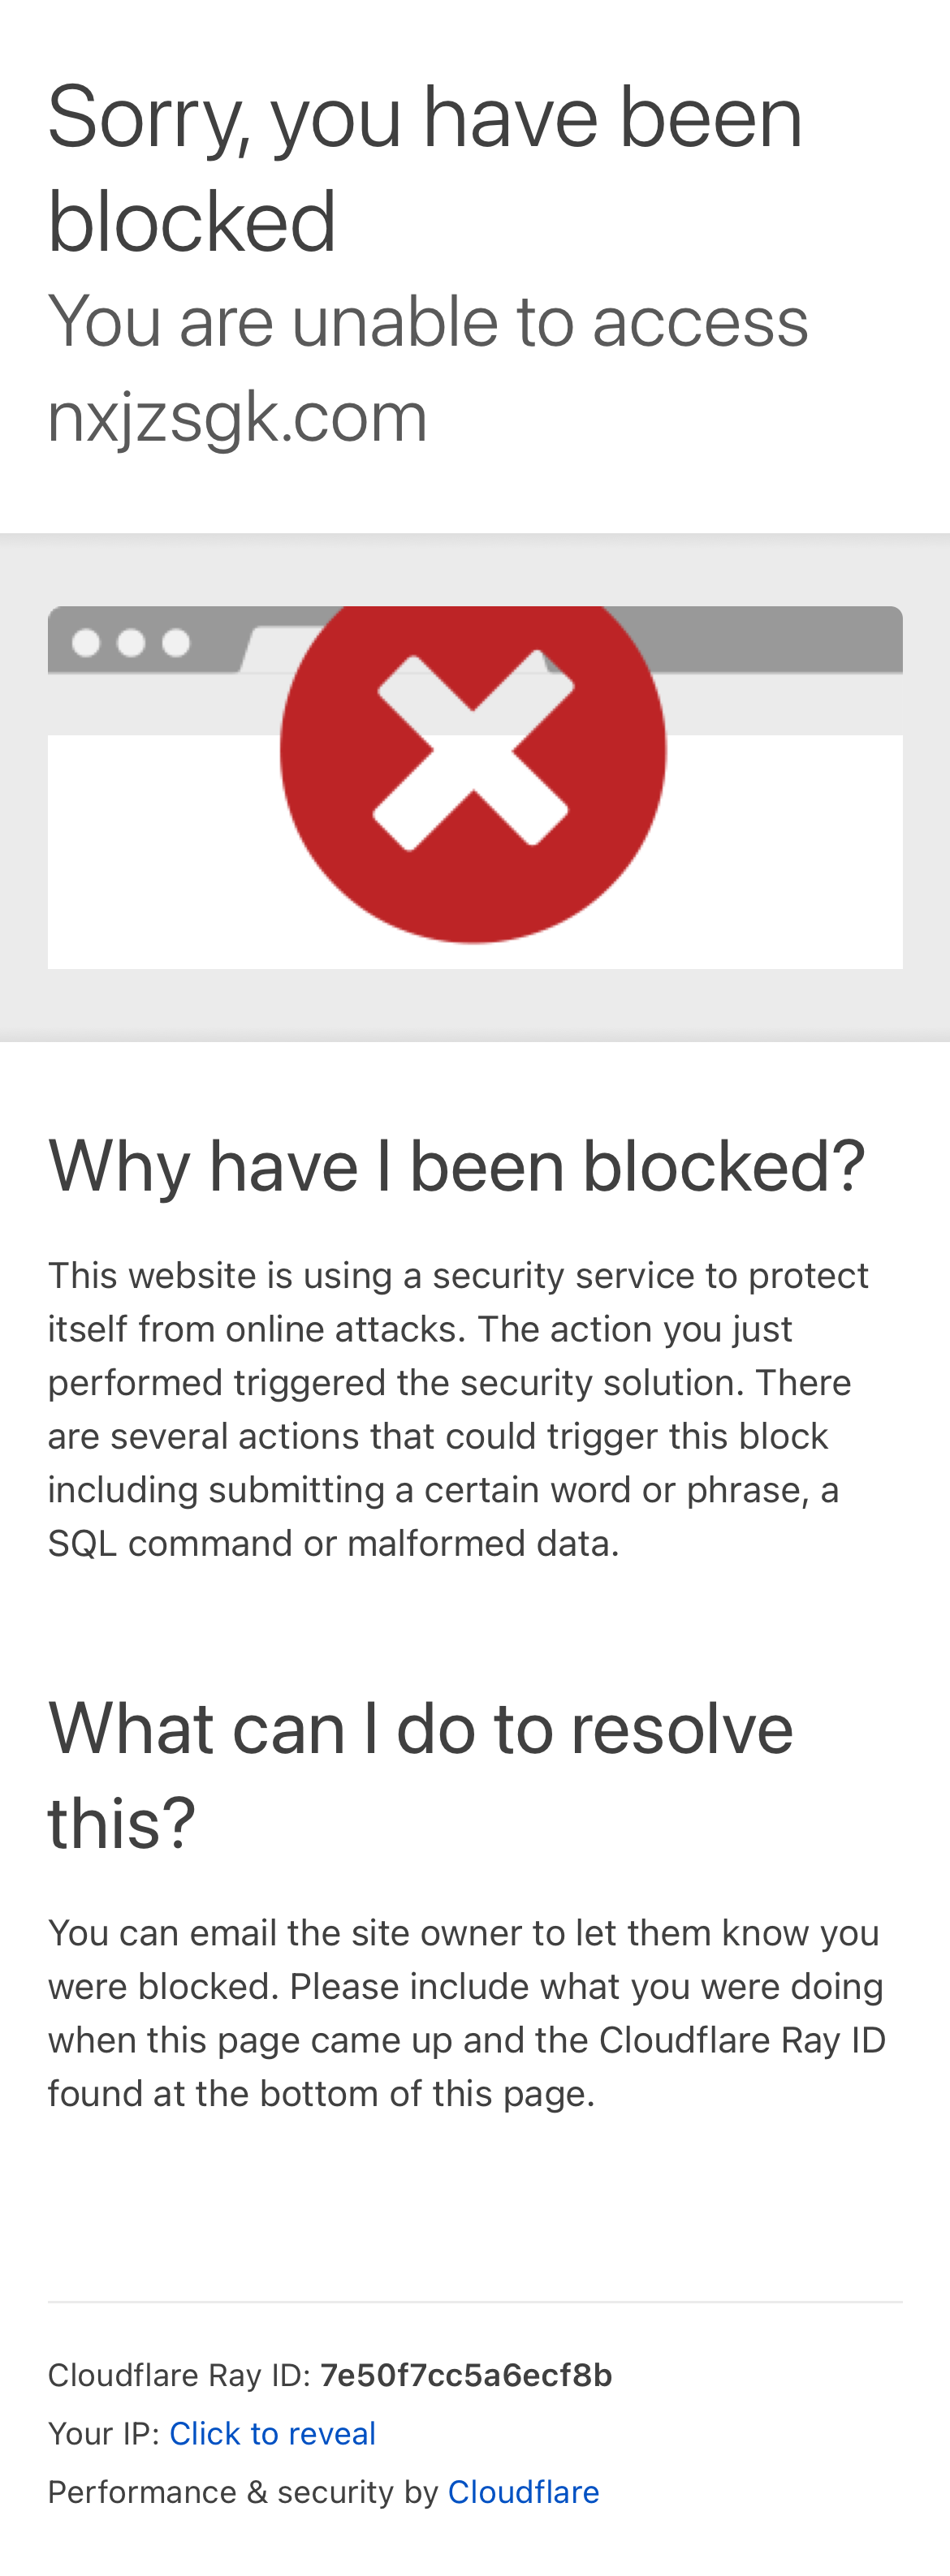 Sorry, you have been
blocked
You are unable to access
nxjzsgk.com
Why have I been blocked?
This website is using a security service to protect
itself from online attacks. The action you just
performed triggered the security solution. There
are several actions that could trigger this block
including submitting a certain word or phrase, a
SQL command or malformed data.
What can I do to resolve
this?
You can email the site owner to let them know you
were blocked. Please include what you were doing
when this page came up and the Cloudflare Ray ID
found at the bottom of this page.
Cloudflare Ray ID: 7e50f7cc5a6ecf8b
Your IP: Click to reveal
Performance & security by Cloudflare